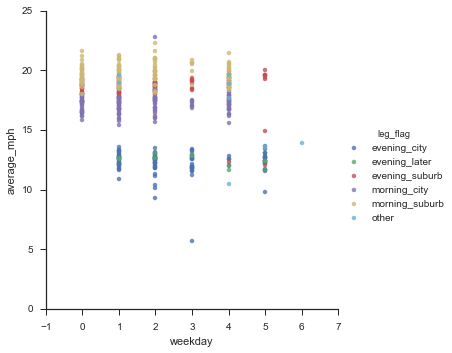 25
20
15
10
5
0
average_mph
-1 0 1 2 3 4 5 6 7
weekday
leg_flag
evening_city
evening_later
evening_suburb
morning_city
morning_suburb
other